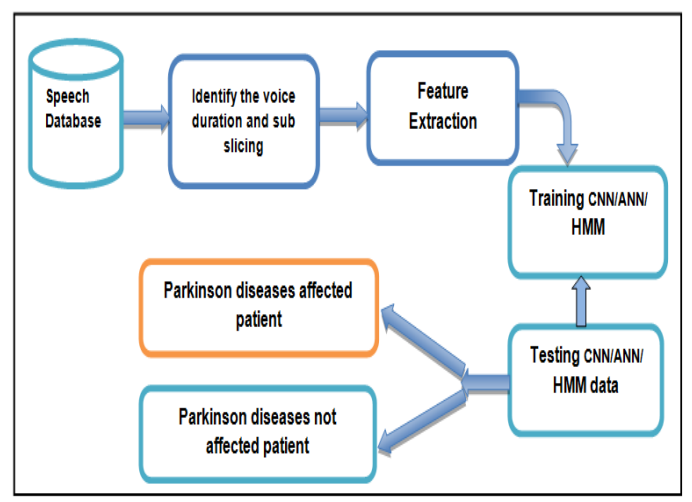 Speech
Database
Identify the voice
duration and sub
slicing
Feature
Extraction
Training CNN/ANN/
HMM
Parkinson diseases affected
patient
Testing CNN/ANN/
HMM data
Parkinson diseases not
affected patient